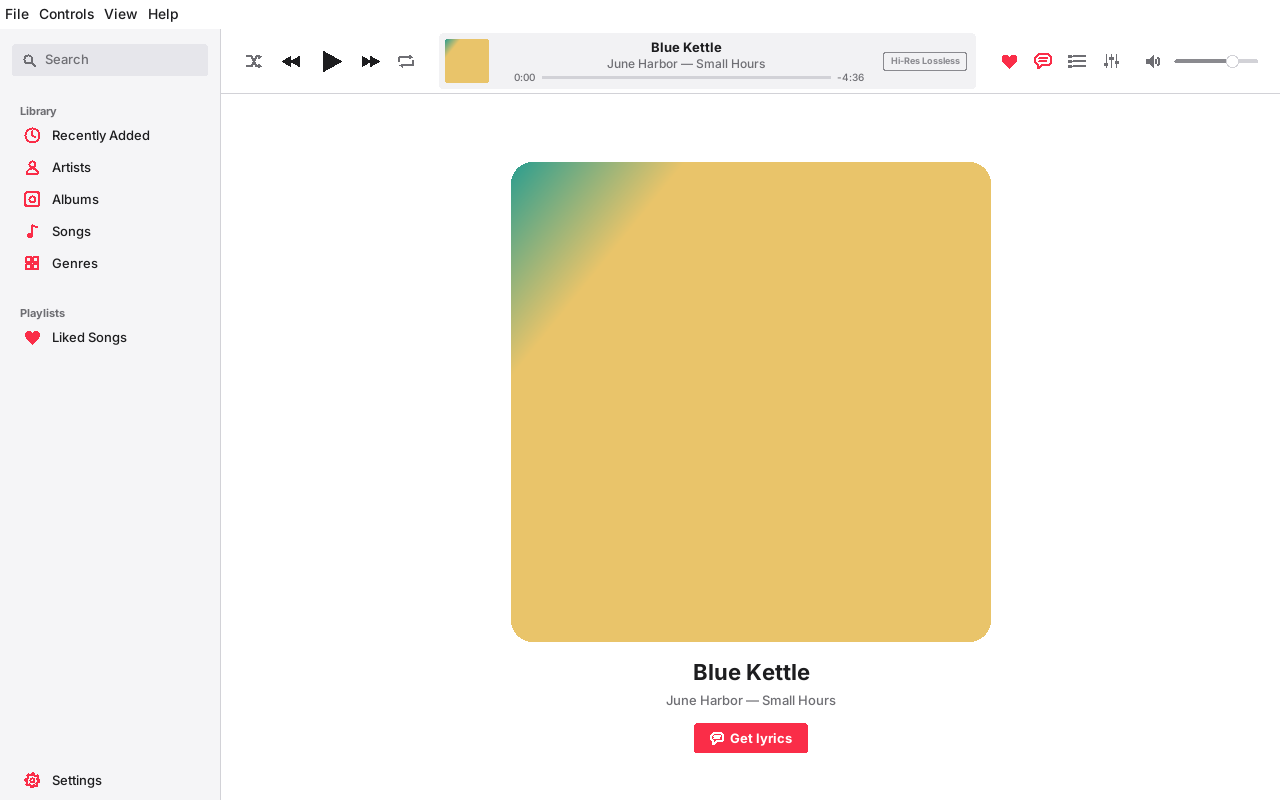 File Controls View Help
Search
Library
Recently Added
Artists
Albums
Songs
Genres
Playlists
Liked Songs
Settings
Blue Kettle
June Harbor — Small Hours
0:00 -4:36
Hi-Res Lossless
Blue Kettle
June Harbor — Small Hours
Get lyrics